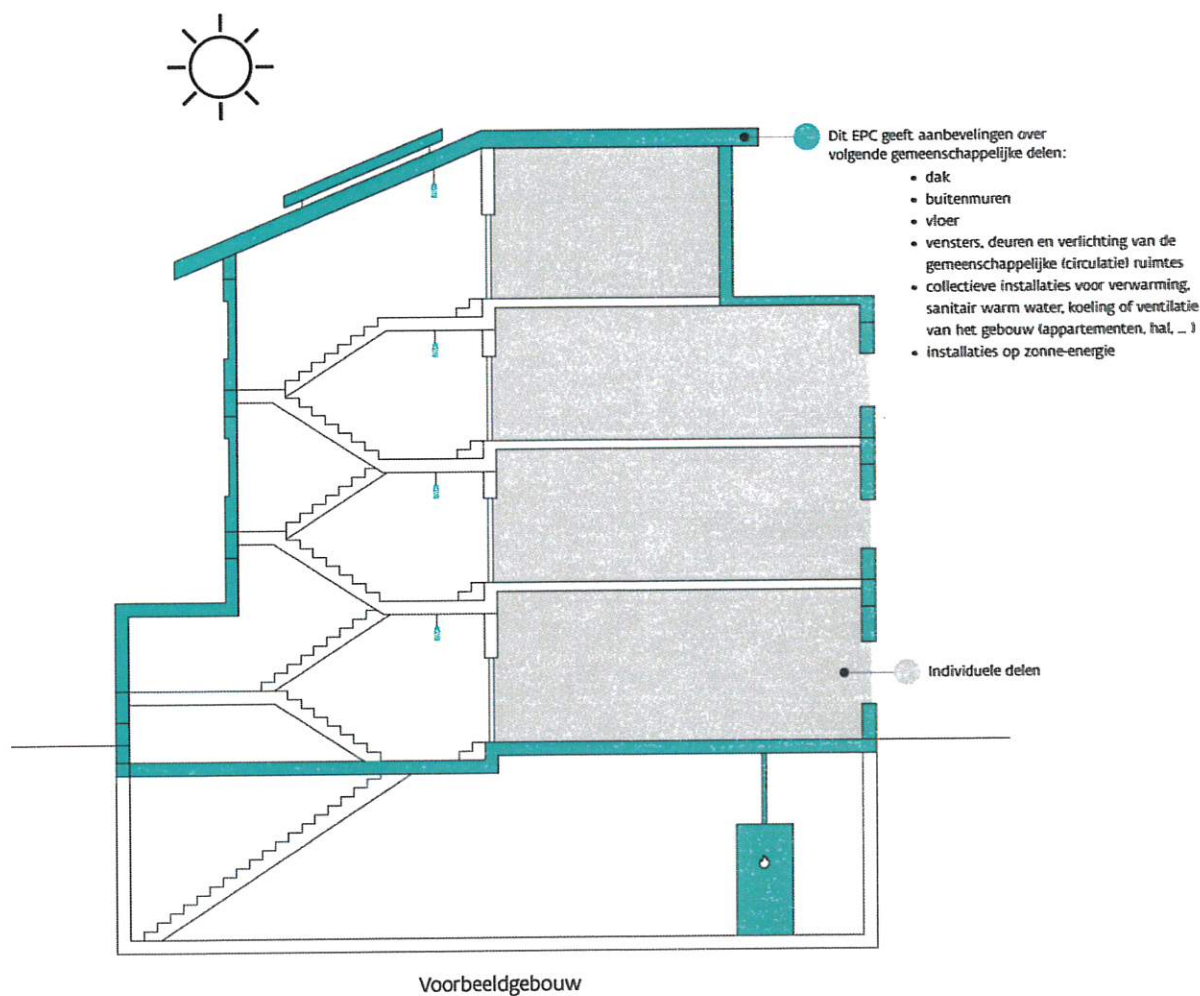 Dit EPC geeft aanbevelingen over
volgende gemeenschappelijke delen:
• dak
• buitenmuren
• vloer
• vensters, deuren en verlichting van de
gemeenschappelijke (circulatie) ruimtes
• collectieve installaties voor verwarming,
sanitair warm water, koeling of ventilatie
van het gebouw (appartementen, hal, ... )
• installaties op zonne-energie
Individuele delen
Voorbeeldgebouw